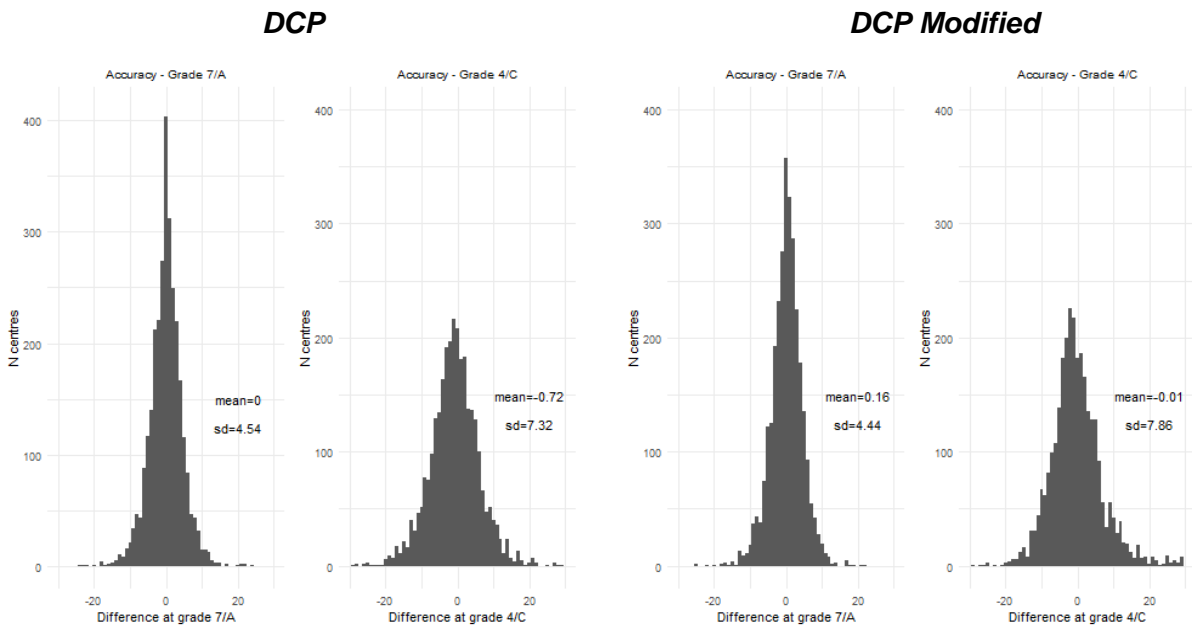 DCP
DCP Modified
Accuracy - Grade 7/A
Accuracy - Grade 4/C
Accuracy - Grade 7/A
Accuracy - Grade 4/C
400
300
200
100
0
N centres
mean=0
sd=4.54
-20 0 20
Difference at grade 7/A
400
300
200
100
0
N centres
mean=-0.72
sd=7.32
-20 0 20
Difference at grade 4/C
400
300
200
100
0
N centres
mean=0.16
sd=4.44
-20 0 20
Difference at grade 7/A
400
300
200
100
0
N centres
mean=-0.01
sd=7.86
-20 0 20
Difference at grade 4/C